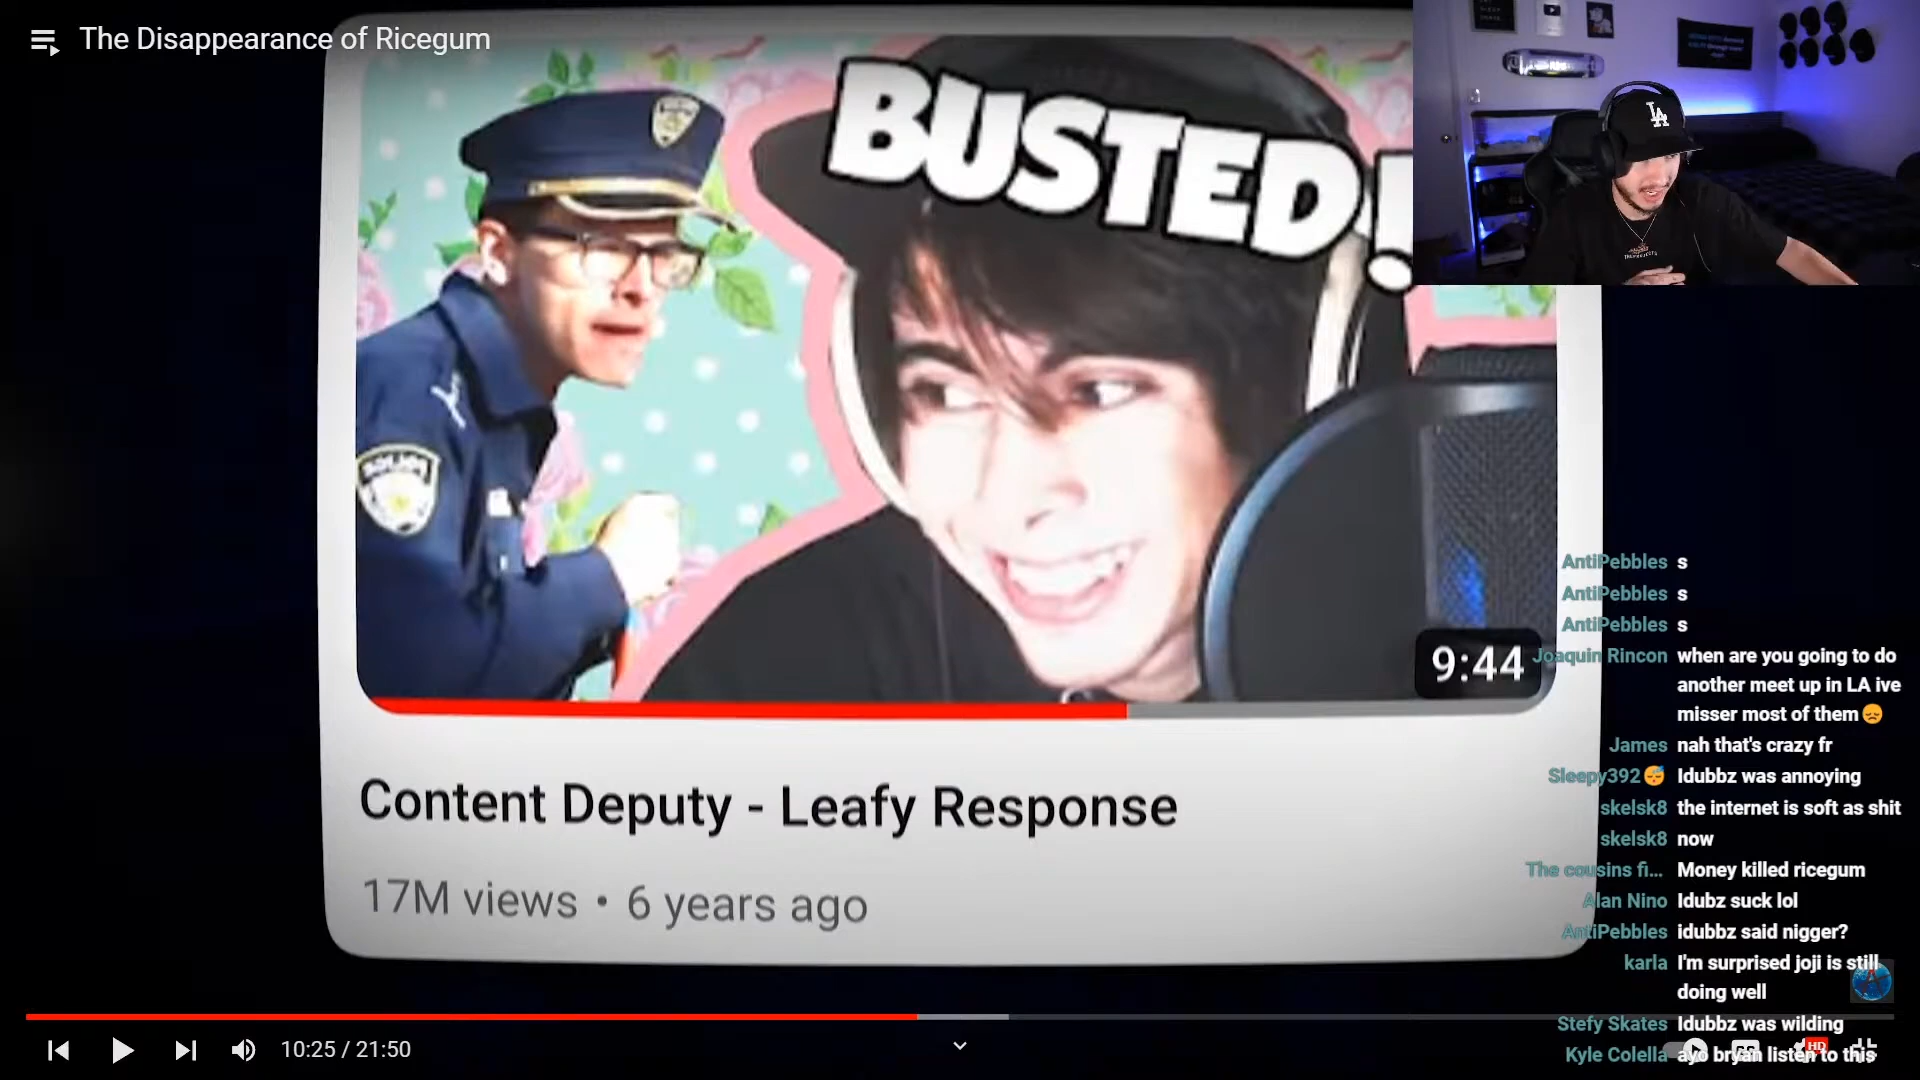 The Disappearance of Ricegum
BUSTED!
LA
9:44
Content Deputy - Leafy Response
17M views • 6 years ago
AntiPebbles s
AntiPebbles s
AntiPebbles s
Joaquin Rincon when are you going to do
another meet up in LA ive
misser most of them😞
James nah that's crazy fr
Sleepy392😴 Idubbz was annoying
skelsk8 the internet is soft as shit
skelsk8 now
The cousins fi... Money killed ricegum
Alan Nino Idubz suck lol
AntiPebbles idubbz said nigger?
karla I'm surprised joji is still
doing well
Stefy Skates Idubbz was wilding
Kyle Colella ayo bryan listen to this
10:25 / 21:50
HD